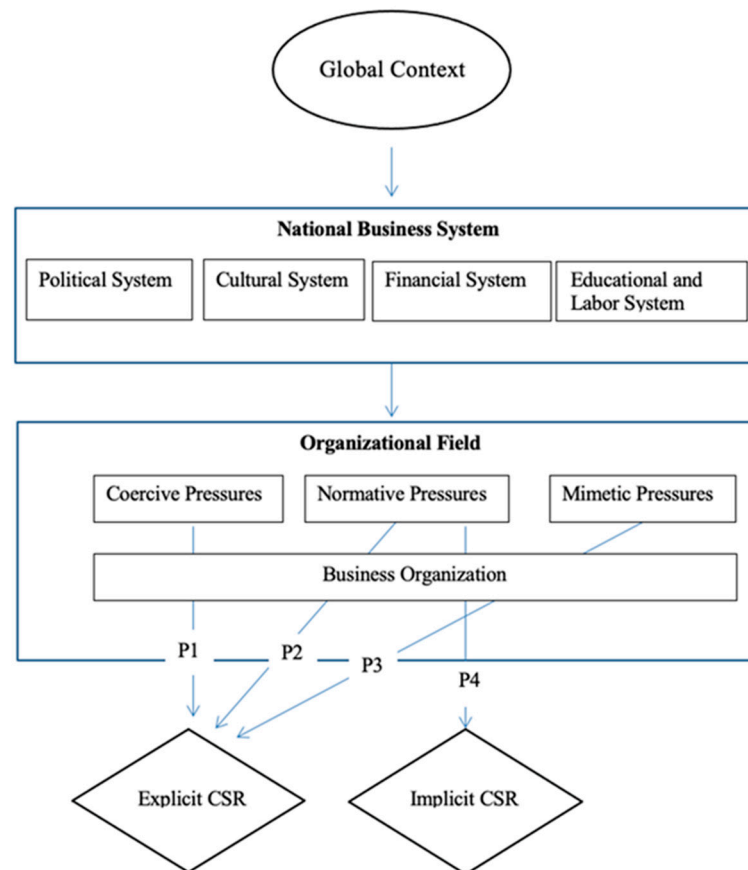 Global Context
National Business System
Political System
Cultural System
Financial System
Educational and
Labor System
Organizational Field
Coercive Pressures
Normative Pressures
Mimetic Pressures
Business Organization
P1
P2
P3
P4
Explicit CSR
Implicit CSR